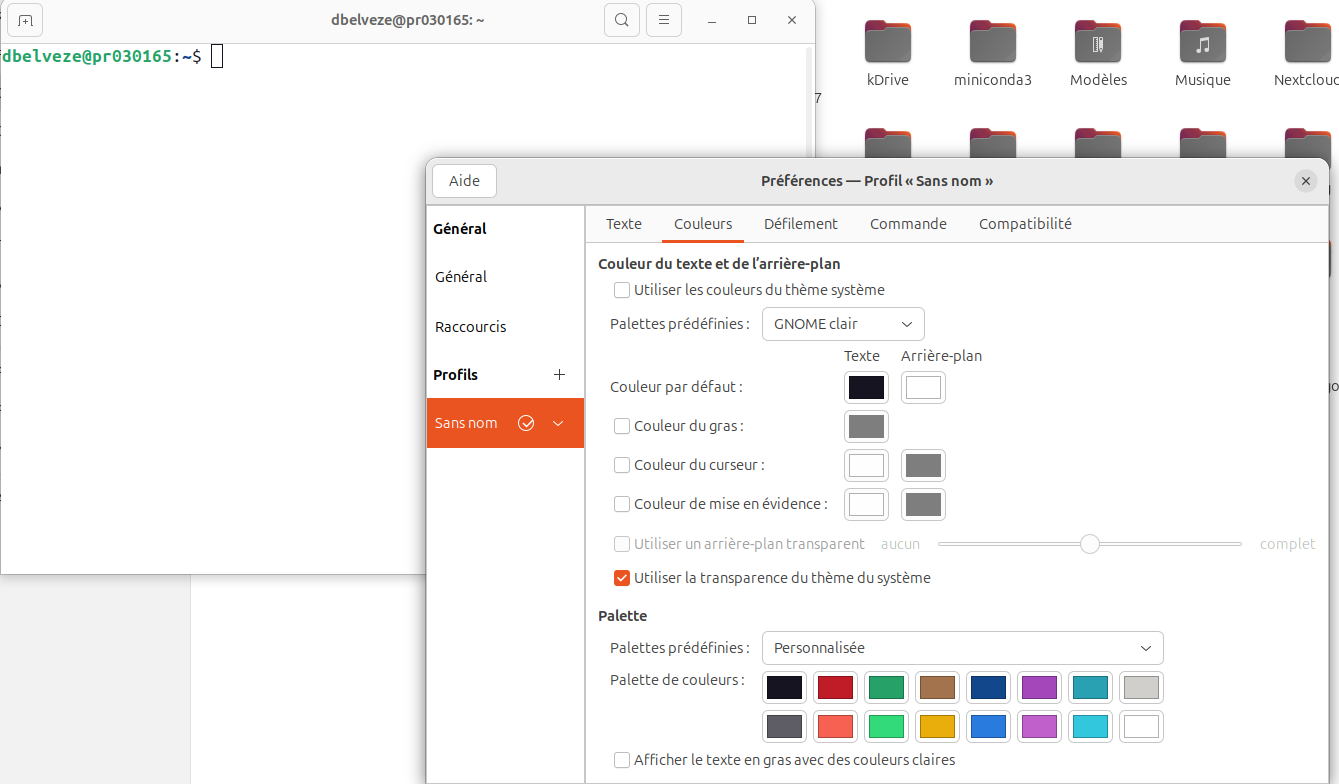 dbelveze@pr030165: ~
dbelveze@pr030165:~$
kDrive
miniconda3
Modèles
Musique
Nextclou
7
Aide
Préférences — Profil « Sans nom »
Général
Général
Raccourcis
Profils
Sans nom
Texte
Couleurs
Défilement
Commande
Compatibilité
Couleur du texte et de l’arrière-plan
Utiliser les couleurs du thème système
Palettes prédéfinies :
GNOME clair
Texte
Arrière-plan
Couleur par défaut :
Couleur du gras :
Couleur du curseur :
Couleur de mise en évidence :
Utiliser un arrière-plan transparent
aucun
complet
Utiliser la transparence du thème du système
Palette
Palettes prédéfinies :
Personnalisée
Palette de couleurs :
Afficher le texte en gras avec des couleurs claires
go